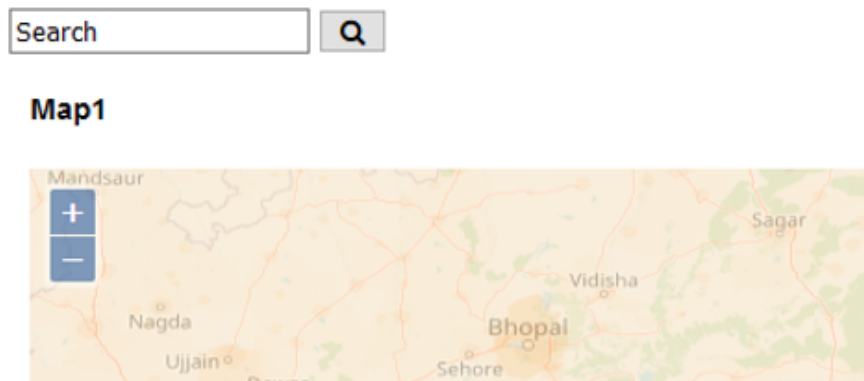 Search
Map1
Mandsaur
+
Sagar
–
Vidisha
Nagda
Bhopal
Ujjain
Sehore